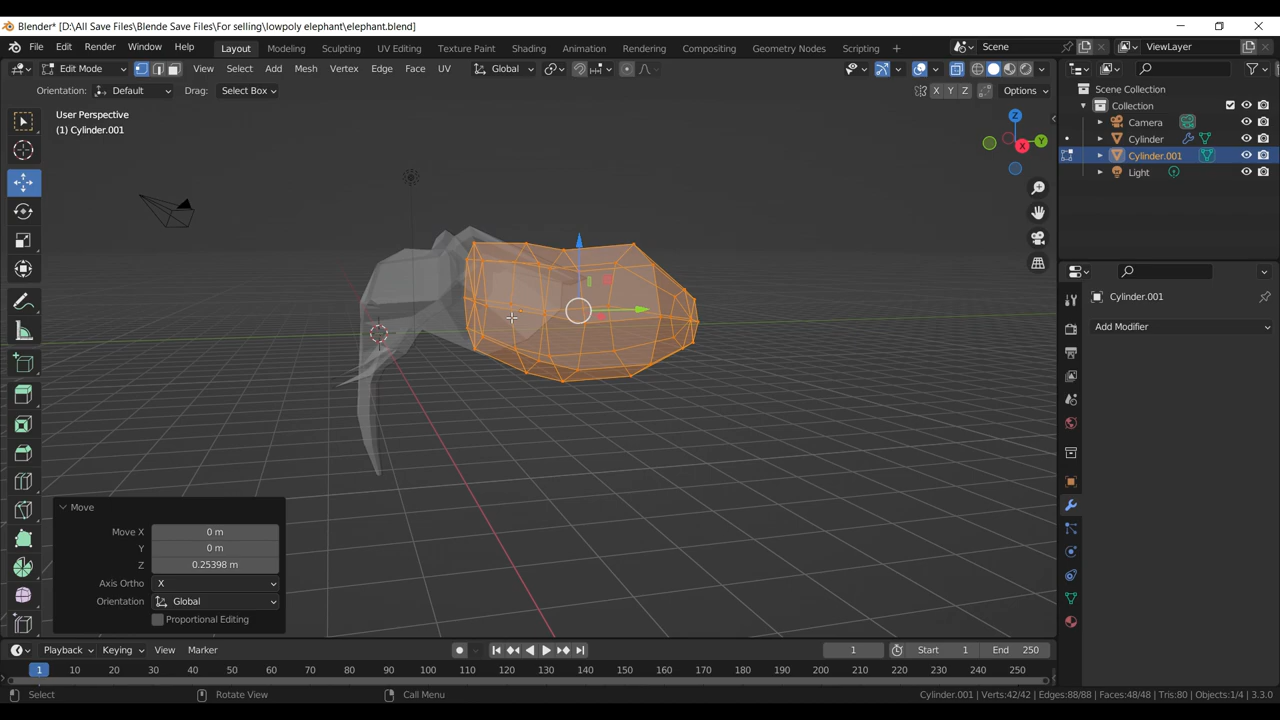 Blender* [D:\All Save Files\Blende Save Files\For selling\lowpoly elephant\elephant.blend]
File Edit Render Window Help Layout Modeling Sculpting UV Editing Texture Paint Shading Animation Rendering Compositing Geometry Nodes Scripting + Scene ViewLayer
Edit Mode View Select Add Mesh Vertex Edge Face UV Global
Orientation: Default Drag: Select Box X Y Z Options
User Perspective
(1) Cylinder.001
Z
Y
X
Scene Collection
Collection
Camera
Cylinder
Cylinder.001
Light
Cylinder.001
Add Modifier
Move
Move X 0 m
Y 0 m
Z 0.25398 m
Axis Ortho X
Orientation Global
Proportional Editing
Playback Keying View Marker 1 Start 1 End 250
1 10 20 30 40 50 60 70 80 90 100 110 120 130 140 150 160 170 180 190 200 210 220 230 240 250
Select Rotate View Call Menu Cylinder.001 | Verts:42/42 | Edges:88/88 | Faces:48/48 | Tris:80 | Objects:1/4 | 3.3.0